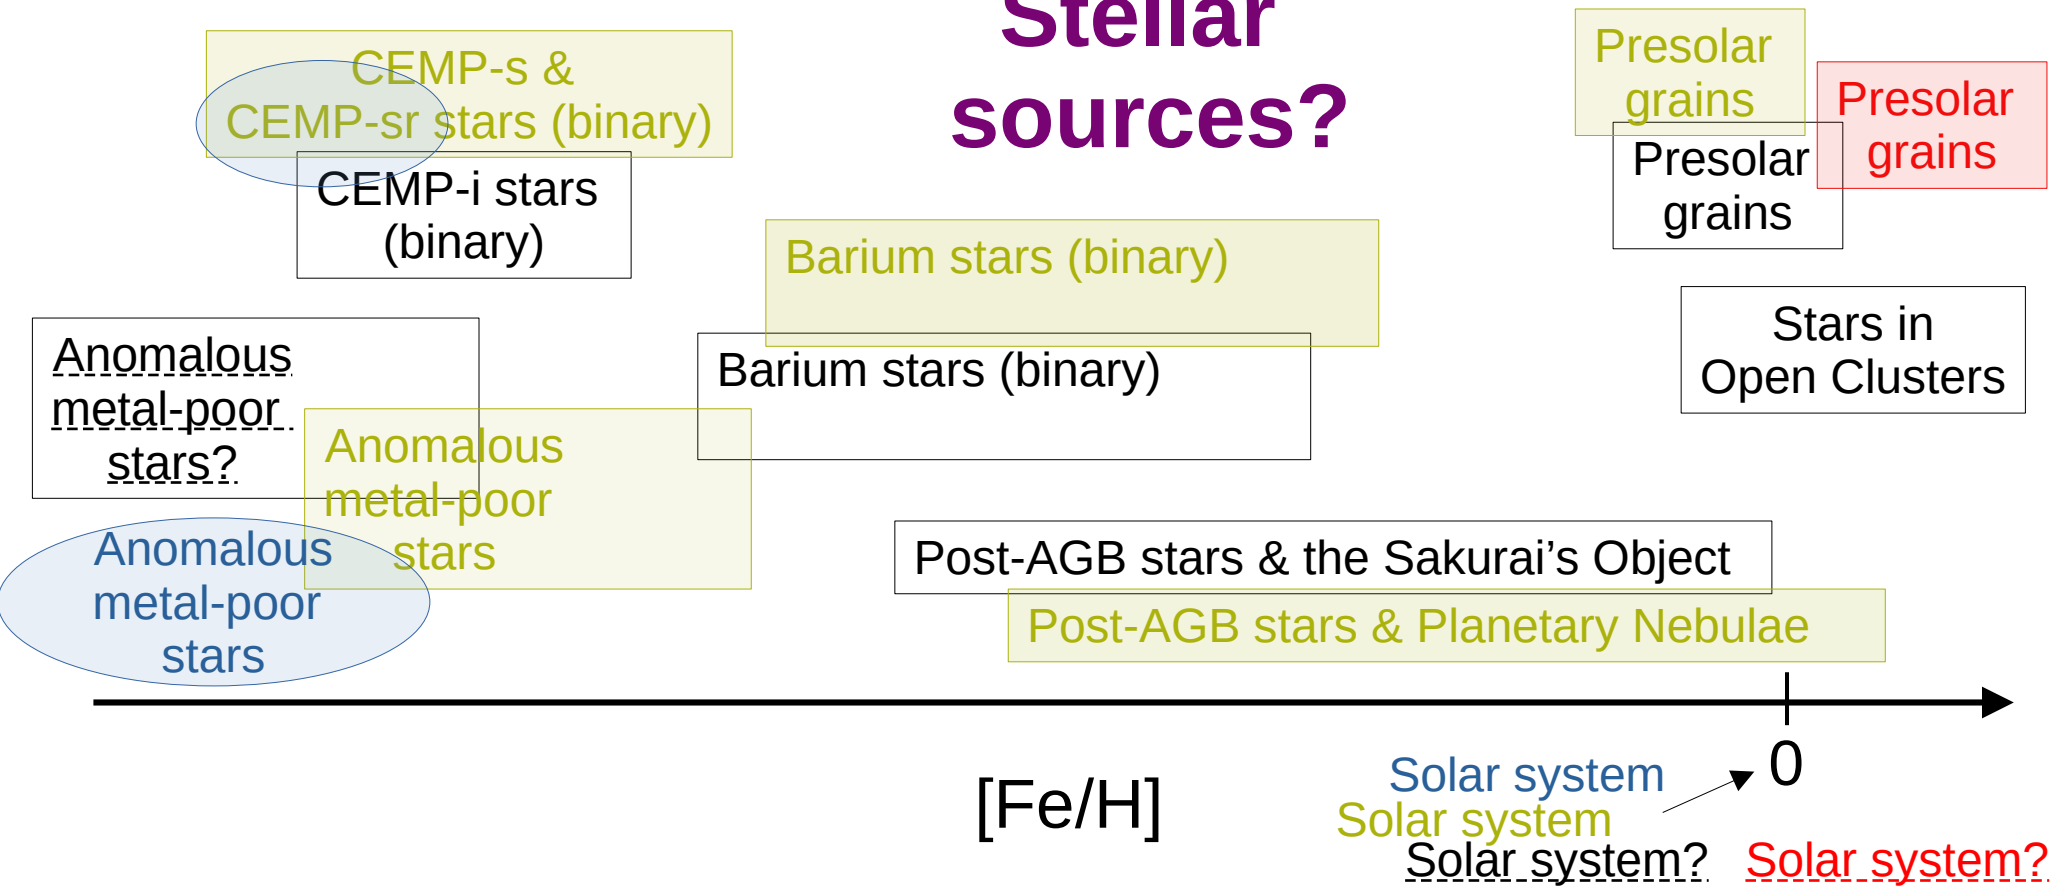 Stellar
sources?
CEMP-s &
CEMP-sr stars (binary)
CEMP-i stars
(binary)
Presolar
grains
Presolar
grains
Presolar
grains
Barium stars (binary)
Barium stars (binary)
Stars in
Open Clusters
Anomalous
metal-poor
stars?
Anomalous
metal-poor
stars
Anomalous
metal-poor
stars
Post-AGB stars & the Sakurai’s Object
Post-AGB stars & Planetary Nebulae
0
[Fe/H]
Solar system
Solar system
Solar system?
Solar system?